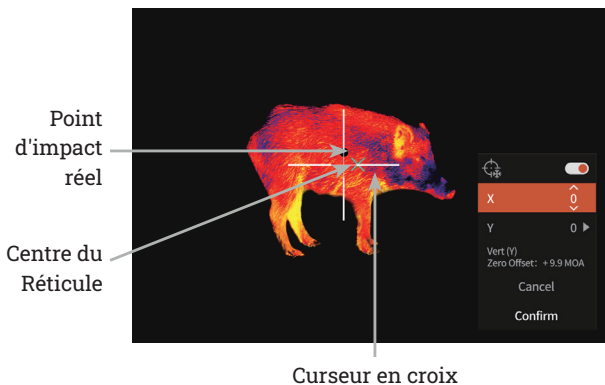 Point
d'impact
réel
Centre du
Réticule
Curseur en croix
X 0
Y 0
Vert (Y)
Zero Offset: +9.9 MOA
Cancel
Confirm